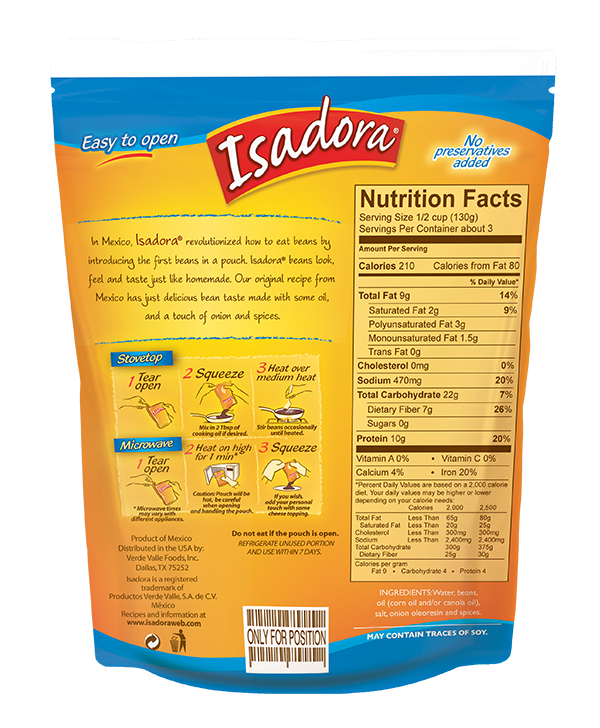 Easy to open
Isadora®
No
preservatives
added
In Mexico, Isadora® revolutionized how to eat beans by
introducing the first beans in a pouch. Isadora® beans look,
feel and taste just like homemade. Our original recipe from
Mexico has just delicious bean taste made with some oil,
and a touch of onion and spices.
Stovetop
1 Tear
open
2 Squeeze
Mix in 2 Tbsp of
cooking oil if desired.
3 Heat over
medium heat
Stir beans occasionally
until heated.
Microwave
1 Tear
open
* Microwave times
may vary with
different appliances.
2 Heat on high
for 1 min*
Caution: Pouch will be
hot, be careful
when opening
and handling the pouch.
3 Squeeze
If you wish,
add your personal
touch with some
cheese topping.
Product of Mexico
Distributed in the USA by:
Verde Valle Foods, Inc.
Dallas, TX 75252
Isadora is a registered
trademark of
Productos Verde Valle, S.A. de C.V.
México
Recipes and information at
www.isadoraweb.com
Do not eat if the pouch is open.
REFRIGERATE UNUSED PORTION
AND USE WITHIN 7 DAYS.
ONLY FOR POSITION
Nutrition Facts
Serving Size 1/2 cup (130g)
Servings Per Container about 3
Amount Per Serving
Calories 210 Calories from Fat 80
% Daily Value*
Total Fat 9g 14%
Saturated Fat 2g 9%
Polyunsaturated Fat 3g
Monounsaturated Fat 1.5g
Trans Fat 0g
Cholesterol 0mg 0%
Sodium 470mg 20%
Total Carbohydrate 22g 7%
Dietary Fiber 7g 26%
Sugars 0g
Protein 10g 20%
Vitamin A 0% • Vitamin C 0%
Calcium 4% • Iron 20%
*Percent Daily Values are based on a 2,000 calorie
diet. Your daily values may be higher or lower
depending on your calorie needs:
Calories 2,000 2,500
Total Fat Less Than 65g 80g
Saturated Fat Less Than 20g 25g
Cholesterol Less Than 300mg 300mg
Sodium Less Than 2,400mg 2,400mg
Total Carbohydrate 300g 375g
Dietary Fiber 25g 30g
Calories per gram
Fat 9 • Carbohydrate 4 • Protein 4
INGREDIENTS: Water, beans,
oil (corn oil and/or canola oil),
salt, onion oleoresin and spices.
MAY CONTAIN TRACES OF SOY.